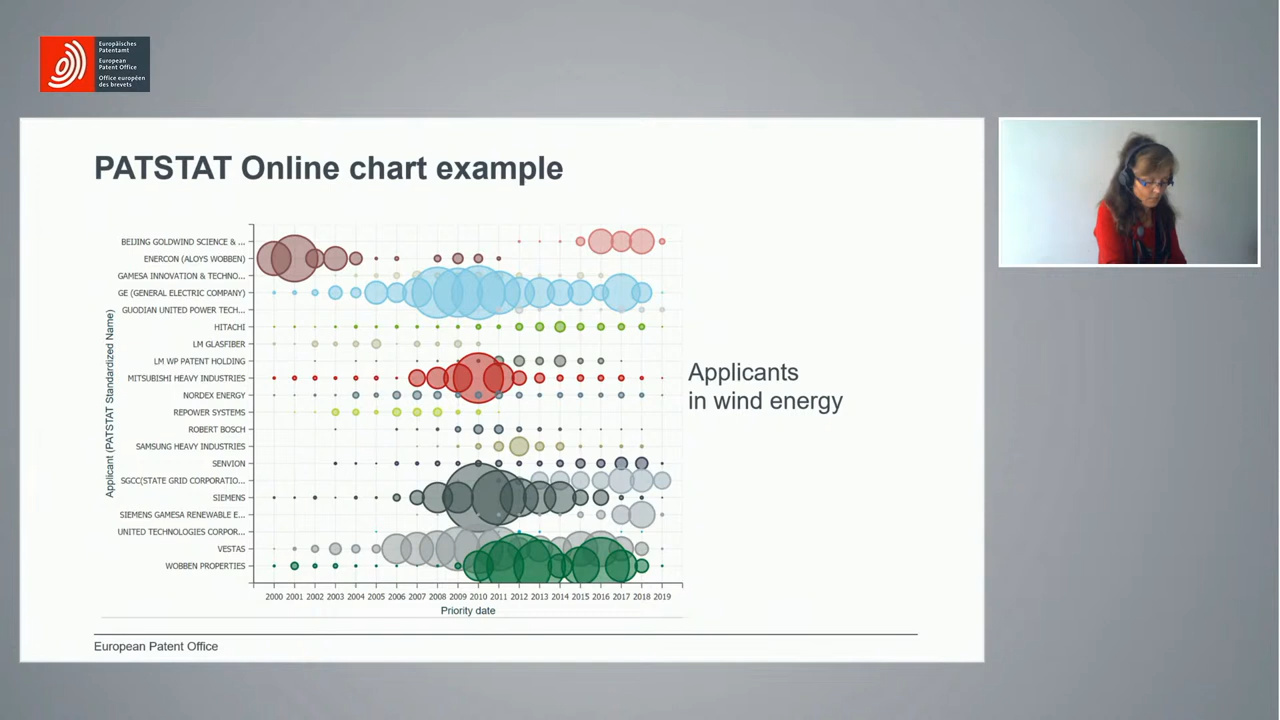 Europäisches
Patentamt
European
Patent Office
Office européen
des brevets
PATSTAT Online chart example
Applicant (PATSTAT Standardized Name)
BEIJING GOLDWIND SCIENCE & ...
ENERCON (ALOYS WOBBEN)
GAMESA INNOVATION & TECHNO...
GE (GENERAL ELECTRIC COMPANY)
GUODIAN UNITED POWER TECH...
HITACHI
LM GLASFIBER
LM WP PATENT HOLDING
MITSUBISHI HEAVY INDUSTRIES
NORDEX ENERGY
REPOWER SYSTEMS
ROBERT BOSCH
SAMSUNG HEAVY INDUSTRIES
SENVION
SGCC(STATE GRID CORPORATIO...
SIEMENS
SIEMENS GAMESA RENEWABLE E...
UNITED TECHNOLOGIES CORPOR...
VESTAS
WOBBEN PROPERTIES
2000 2001 2002 2003 2004 2005 2006 2007 2008 2009 2010 2011 2012 2013 2014 2015 2016 2017 2018 2019
Priority date
Applicants
in wind energy
European Patent Office